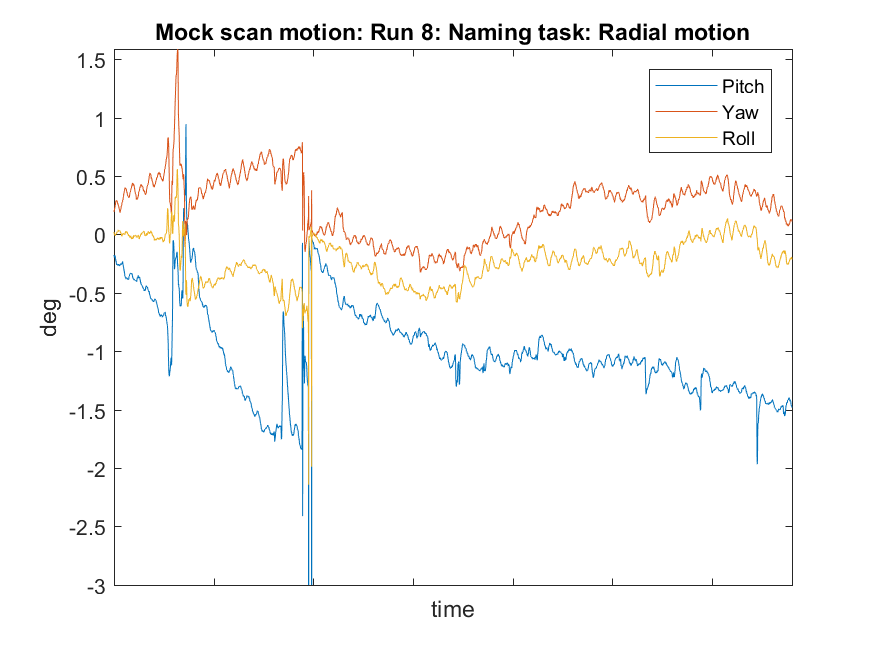 Mock scan motion: Run 8: Naming task: Radial motion
1.5
1
0.5
0
-0.5
-1
-1.5
-2
-2.5
-3
deg
time
Pitch
Yaw
Roll